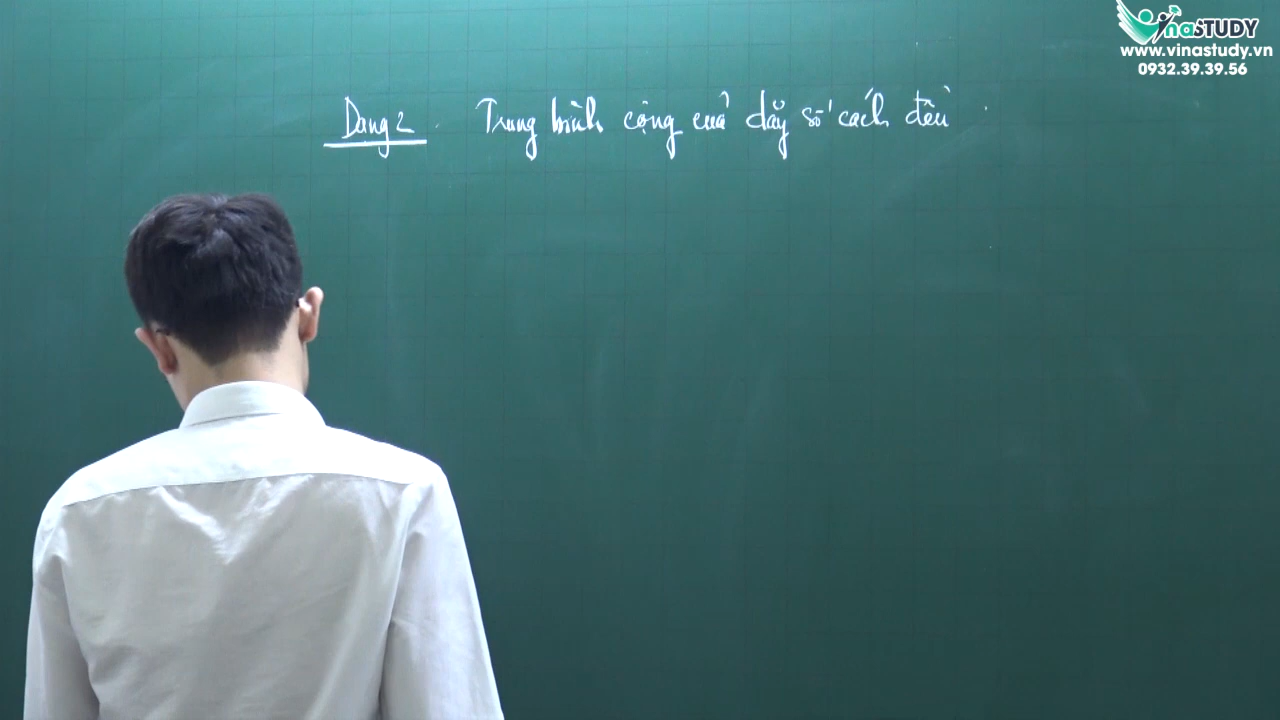 Dạng 2. Trung bình cộng của dãy số cách đều.
VinaSTUDY
www.vinastudy.vn
0932.39.39.56